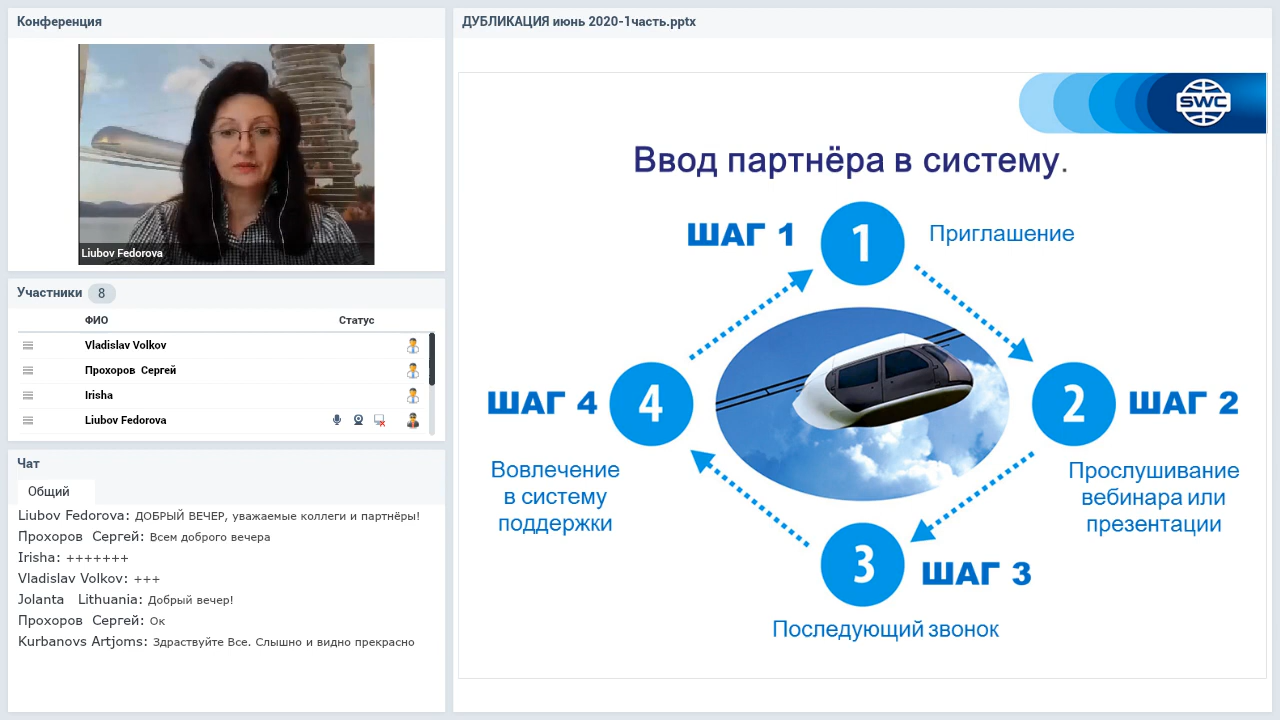 Конференция
Liubov Fedorova
Участники 8
ФИО Статус
Vladislav Volkov
Прохоров Сергей
Irisha
Liubov Fedorova
Чат
Общий
Liubov Fedorova: ДОБРЫЙ ВЕЧЕР, уважаемые коллеги и партнёры!
Прохоров Сергей: Всем доброго вечера
Irisha: +++++++
Vladislav Volkov: +++
Jolanta Lithuania: Добрый вечер!
Прохоров Сергей: Ок
Kurbanovs Artjoms: Здраствуйте Все. Слышно и видно прекрасно
ДУБЛИКАЦИЯ июнь 2020-1часть.pptx
SWC
Ввод партнёра в систему.
ШАГ 1
1
Приглашение
2
ШАГ 2
Прослушивание
вебинара или
презентации
3
ШАГ 3
Последующий звонок
ШАГ 4
4
Вовлечение
в систему
поддержки